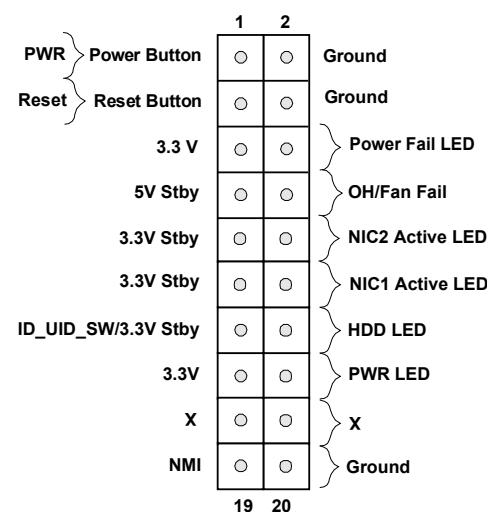 1 2
PWR Power Button Ground
Reset Reset Button Ground
3.3 V Power Fail LED
5V Stby OH/Fan Fail
3.3V Stby NIC2 Active LED
3.3V Stby NIC1 Active LED
ID_UID_SW/3.3V Stby HDD LED
3.3V PWR LED
X X
NMI Ground
19 20